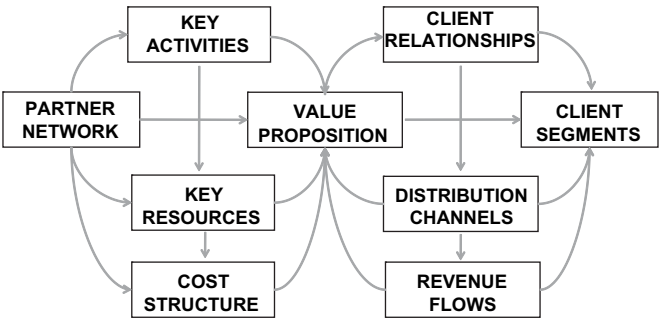 KEY
ACTIVITIES
CLIENT
RELATIONSHIPS
PARTNER
NETWORK
VALUE
PROPOSITION
CLIENT
SEGMENTS
KEY
RESOURCES
DISTRIBUTION
CHANNELS
COST
STRUCTURE
REVENUE
FLOWS